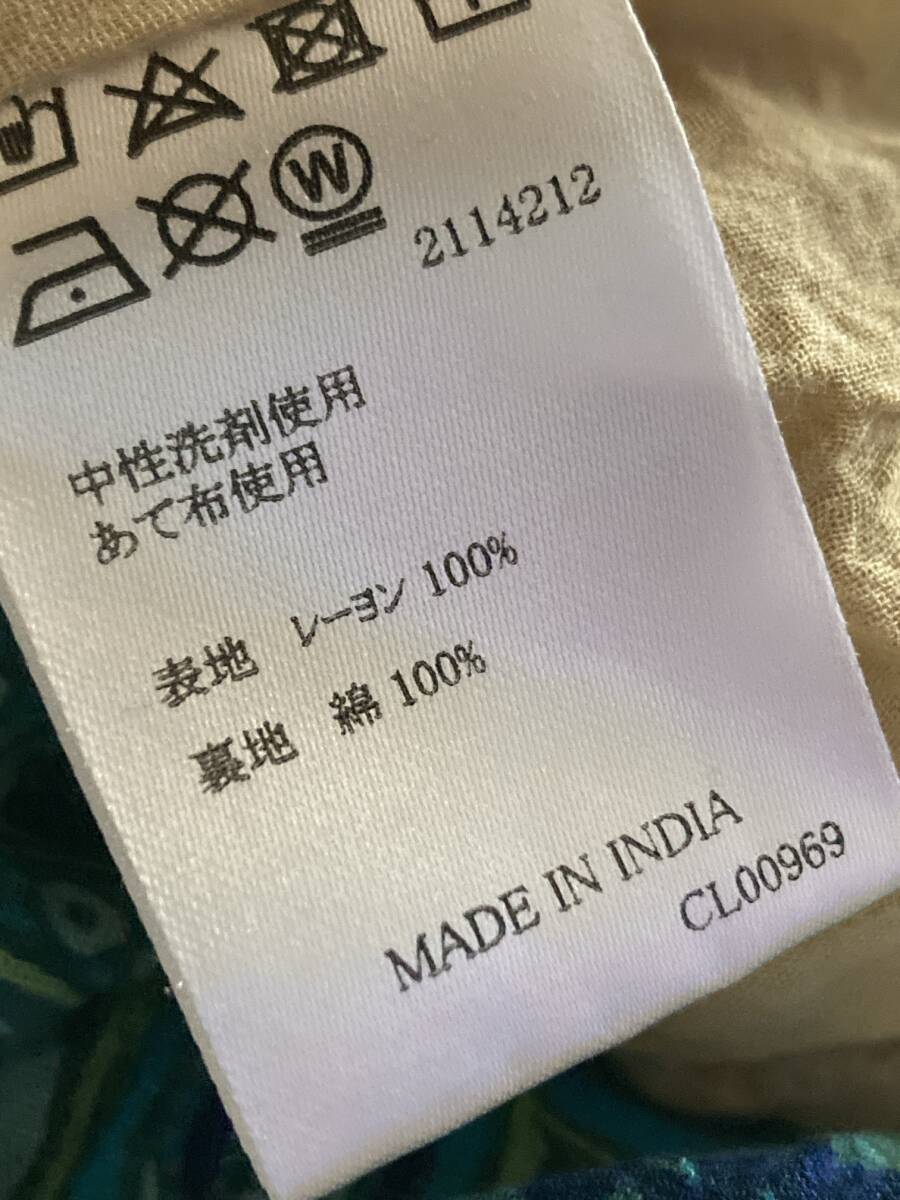 W
2114212
中性洗剤使用
あて布使用
表地 レーヨン 100%
裏地 綿 100%
MADE IN INDIA
CL00969